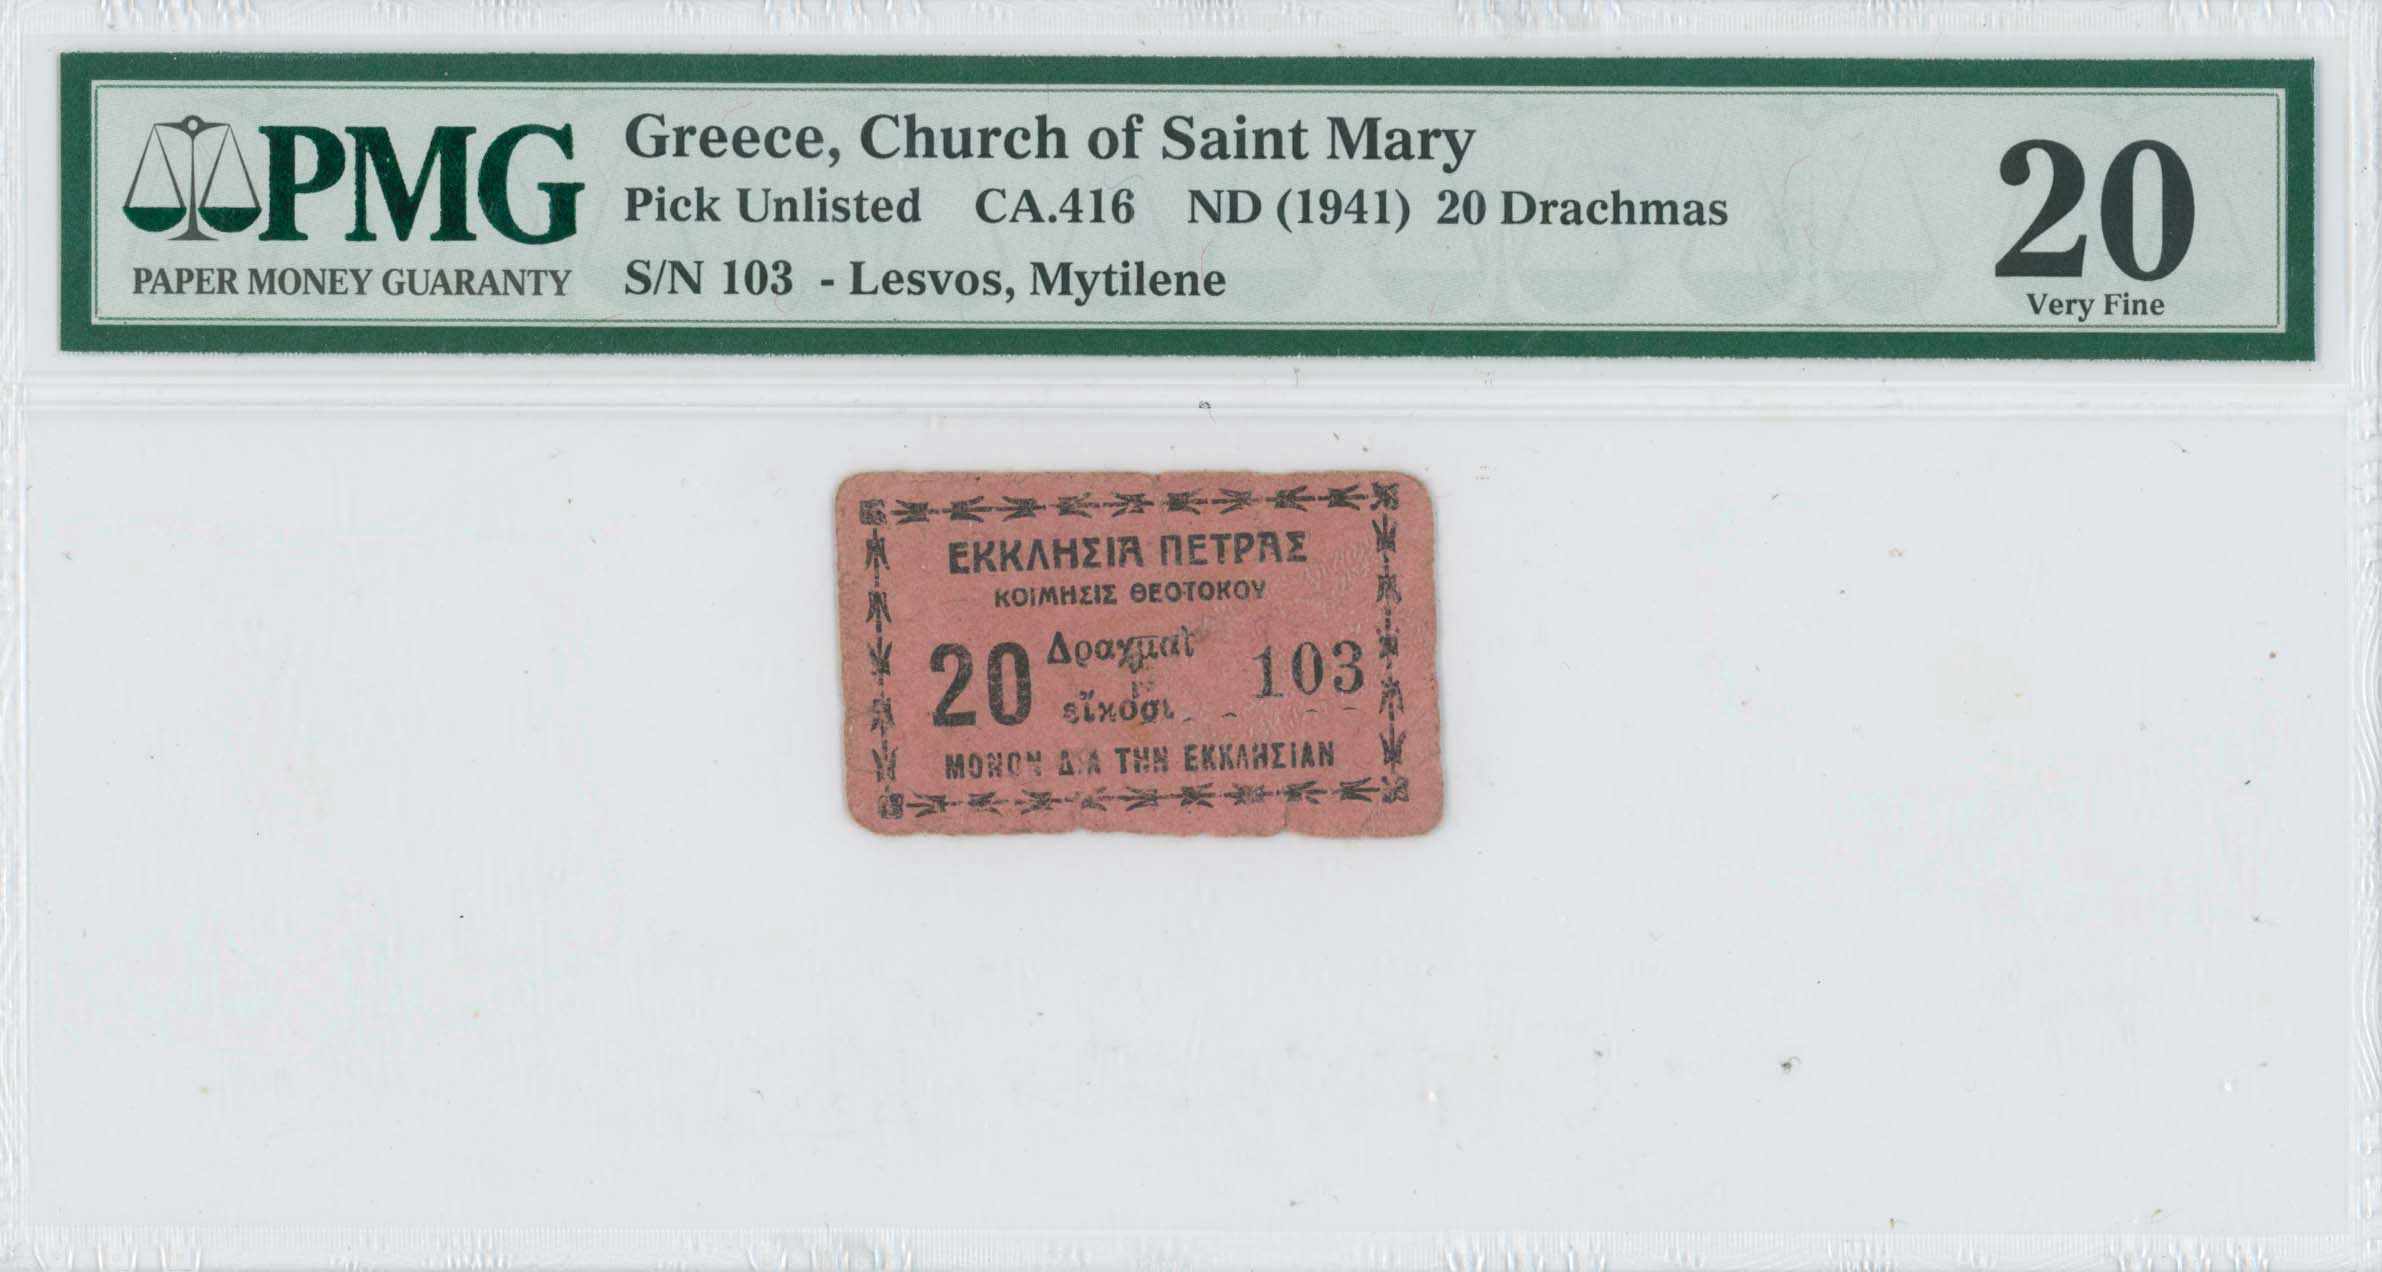 PMG
PAPER MONEY GUARANTY
Greece, Church of Saint Mary
Pick Unlisted CA.416 ND (1941) 20 Drachmas
S/N 103 - Lesvos, Mytilene
20
Very Fine
ΕΚΚΛΗΣΙΑ ΠΕΤΡΑΣ
ΚΟΙΜΗΣΙΣ ΘΕΟΤΟΚΟΥ
20 Δραχμαὶ
εἴκοσι
103
ΜΟΝΟΝ ΔΙΑ ΤΗΝ ΕΚΚΛΗΣΙΑΝ